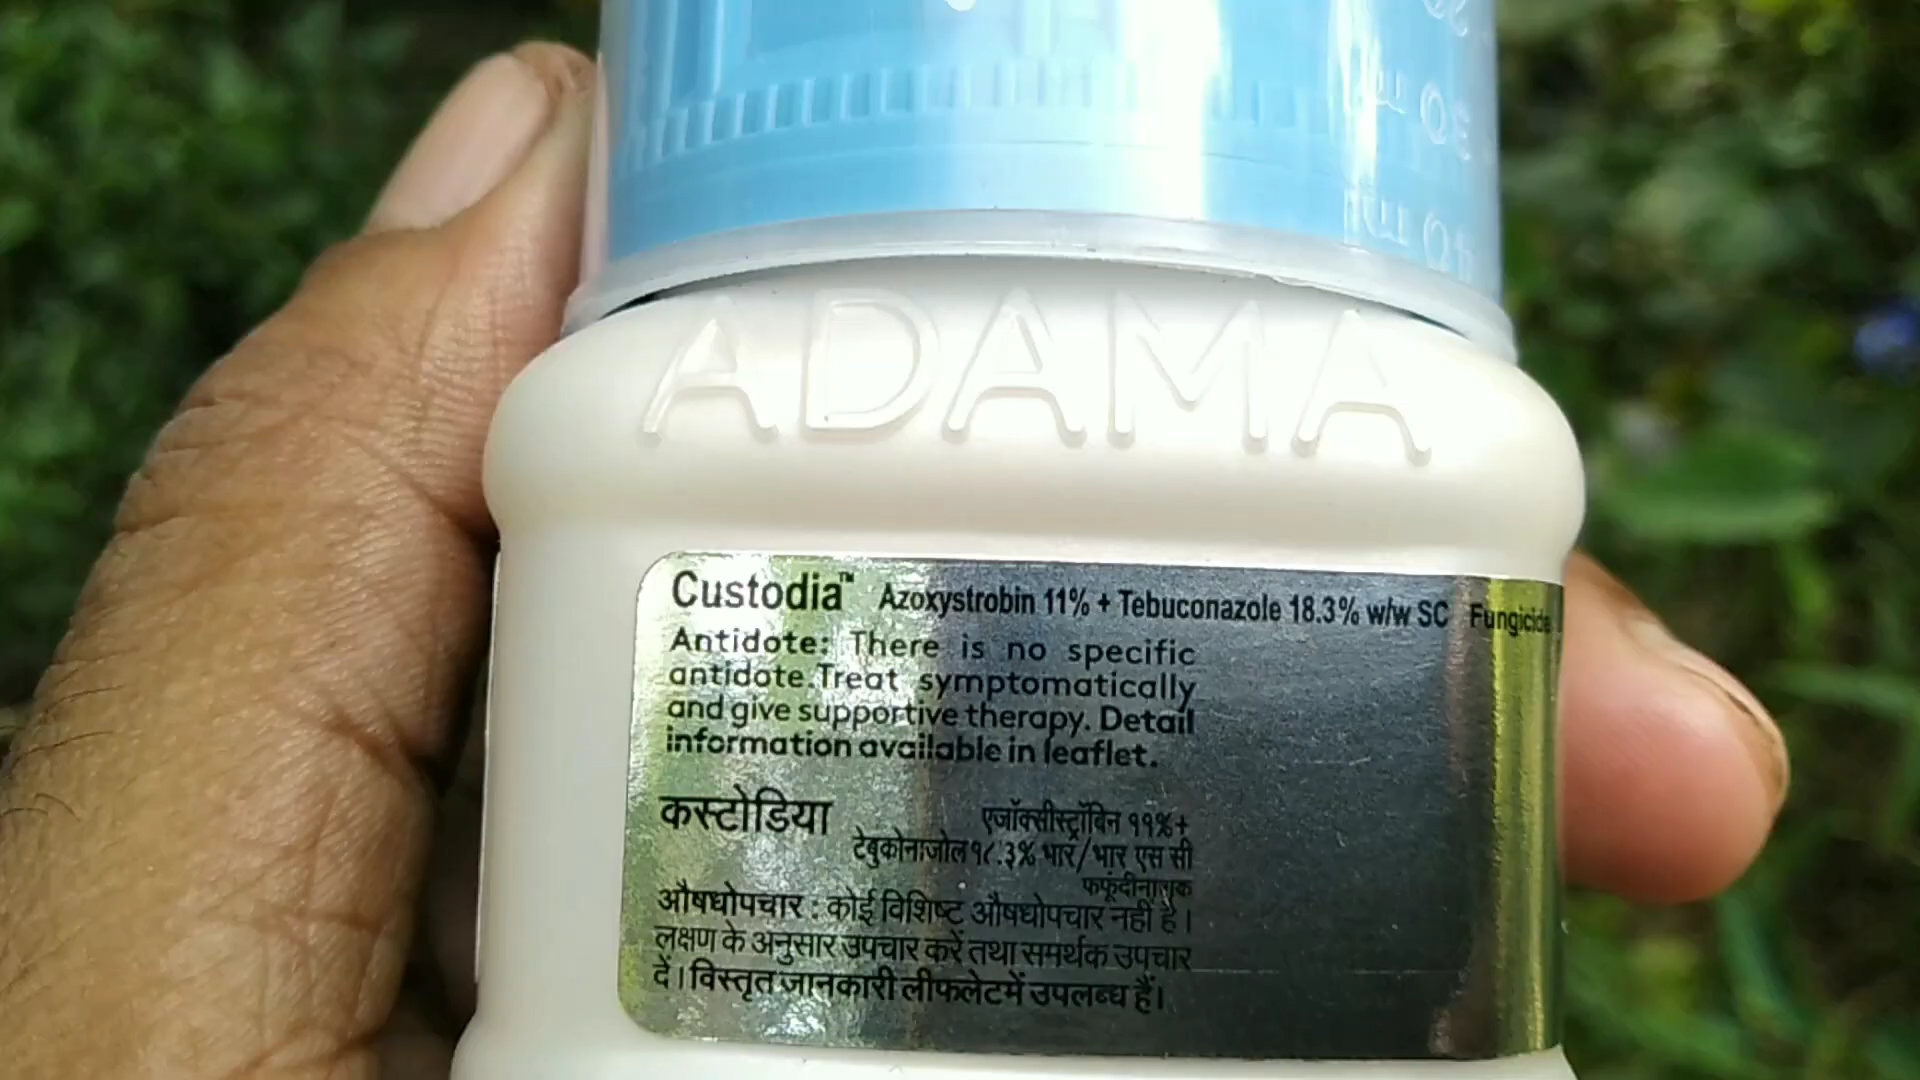 ADAMA
Custodia™ Azoxystrobin 11% + Tebuconazole 18.3% w/w SC Fungicide
Antidote: There is no specific
antidote.Treat symptomatically
and give supportive therapy. Detail
information available in leaflet.
कस्टोडिया एजॉक्सीस्ट्रॉबिन ११%+
टेबुकोनाजोल १८.३% भार/भार एस सी
फफूंदीनाशक
औषधोपचार : कोई विशिष्ट औषधोपचार नहीं है।
लक्षण के अनुसार उपचार करें तथा समर्थक उपचार
दें। विस्तृत जानकारी लीफलेटमें उपलब्ध हैं।